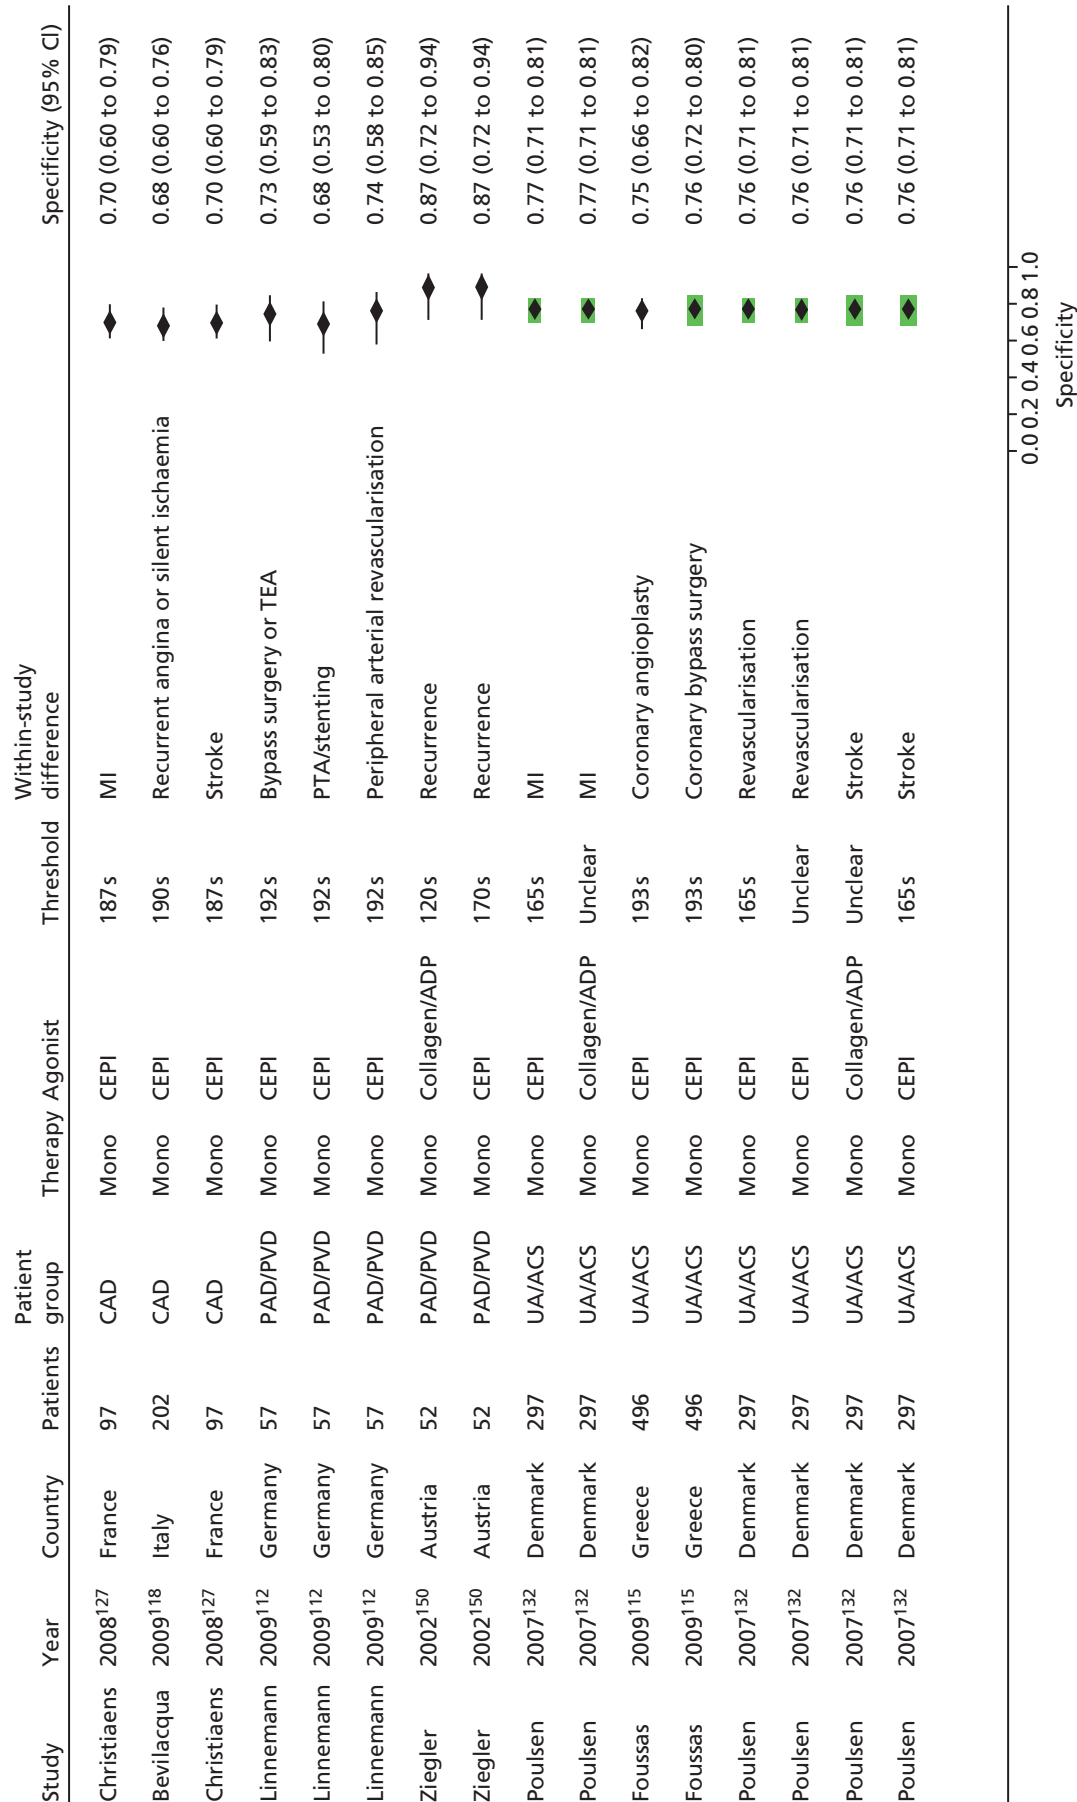 Study Year Country Patients Patient group Therapy Agonist Threshold Within-study difference Specificity (95% CI)
Christiaens 2008127 France 97 CAD Mono CEPI 187s MI 0.70 (0.60 to 0.79)
Bevilacqua 2009118 Italy 202 CAD Mono CEPI 190s Recurrent angina or silent ischaemia 0.68 (0.60 to 0.76)
Christiaens 2008127 France 97 CAD Mono CEPI 187s Stroke 0.70 (0.60 to 0.79)
Linnemann 2009112 Germany 57 PAD/PVD Mono CEPI 192s Bypass surgery or TEA 0.73 (0.59 to 0.83)
Linnemann 2009112 Germany 57 PAD/PVD Mono CEPI 192s PTA/stenting 0.68 (0.53 to 0.80)
Linnemann 2009112 Germany 57 PAD/PVD Mono CEPI 192s Peripheral arterial revascularisation 0.74 (0.58 to 0.85)
Ziegler 2002150 Austria 52 PAD/PVD Mono Collagen/ADP 120s Recurrence 0.87 (0.72 to 0.94)
Ziegler 2002150 Austria 52 PAD/PVD Mono CEPI 170s Recurrence 0.87 (0.72 to 0.94)
Poulsen 2007132 Denmark 297 UA/ACS Mono CEPI 165s MI 0.77 (0.71 to 0.81)
Poulsen 2007132 Denmark 297 UA/ACS Mono Collagen/ADP Unclear MI 0.77 (0.71 to 0.81)
Foussas 2009115 Greece 496 UA/ACS Mono CEPI 193s Coronary angioplasty 0.75 (0.66 to 0.82)
Foussas 2009115 Greece 496 UA/ACS Mono CEPI 193s Coronary bypass surgery 0.76 (0.72 to 0.80)
Poulsen 2007132 Denmark 297 UA/ACS Mono CEPI 165s Revascularisation 0.76 (0.71 to 0.81)
Poulsen 2007132 Denmark 297 UA/ACS Mono CEPI Unclear Revascularisation 0.76 (0.71 to 0.81)
Poulsen 2007132 Denmark 297 UA/ACS Mono Collagen/ADP Unclear Stroke 0.76 (0.71 to 0.81)
Poulsen 2007132 Denmark 297 UA/ACS Mono CEPI 165s Stroke 0.76 (0.71 to 0.81)
0.0 0.2 0.4 0.6 0.8 1.0
Specificity